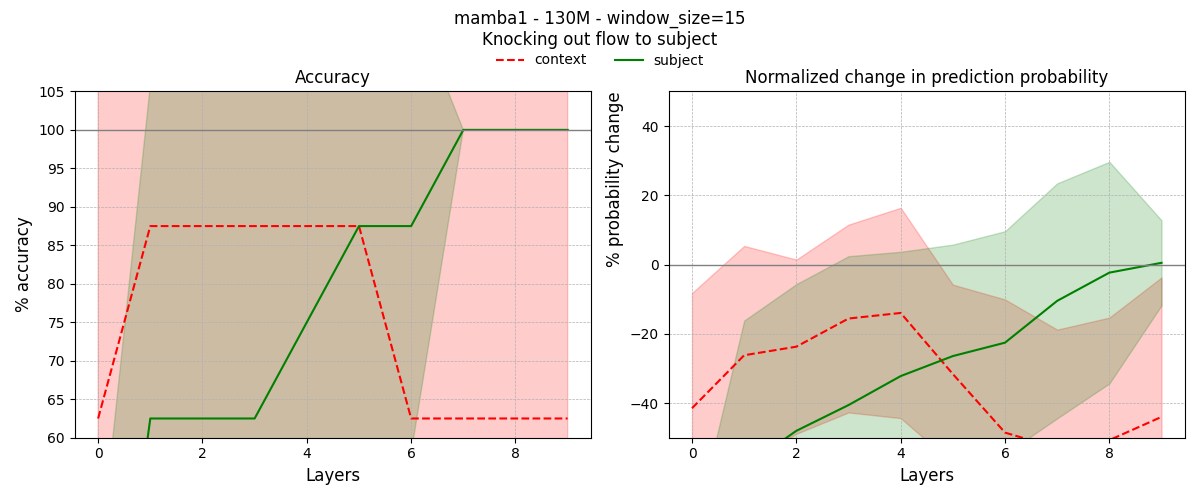 mamba1 - 130M - window_size=15
Knocking out flow to subject
context subject
Accuracy
% accuracy
105
100
95
90
85
80
75
70
65
60
0 2 4 6 8
Layers
Normalized change in prediction probability
% probability change
40
20
0
−20
−40
0 2 4 6 8
Layers